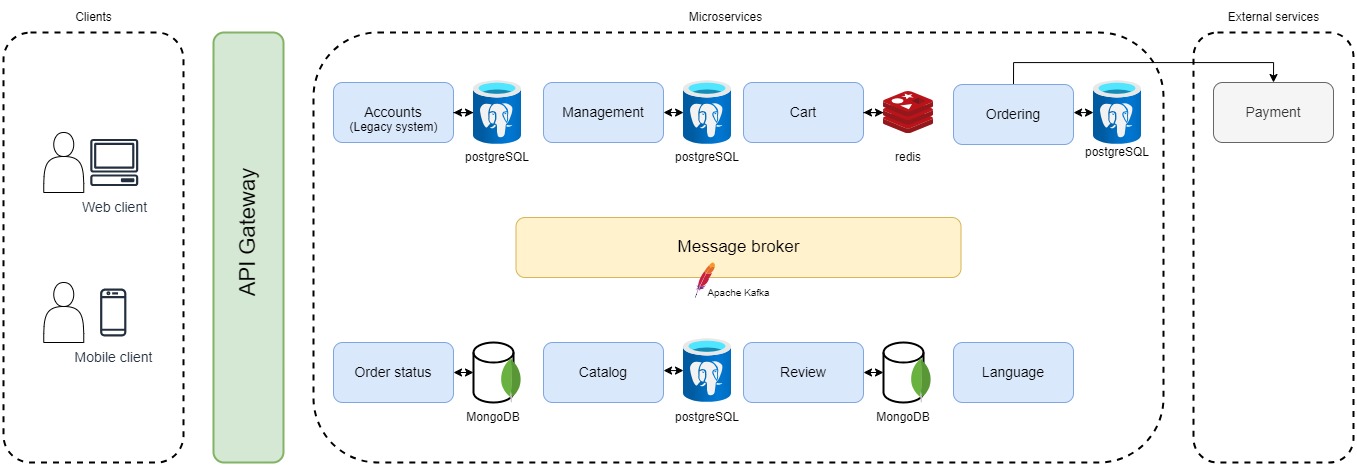 Clients
Microservices
External services
API Gateway
Accounts
(Legacy system)
postgreSQL
Management
postgreSQL
Cart
redis
Ordering
postgreSQL
Payment
Web client
Message broker
Apache Kafka
Mobile client
Order status
MongoDB
Catalog
postgreSQL
Review
MongoDB
Language